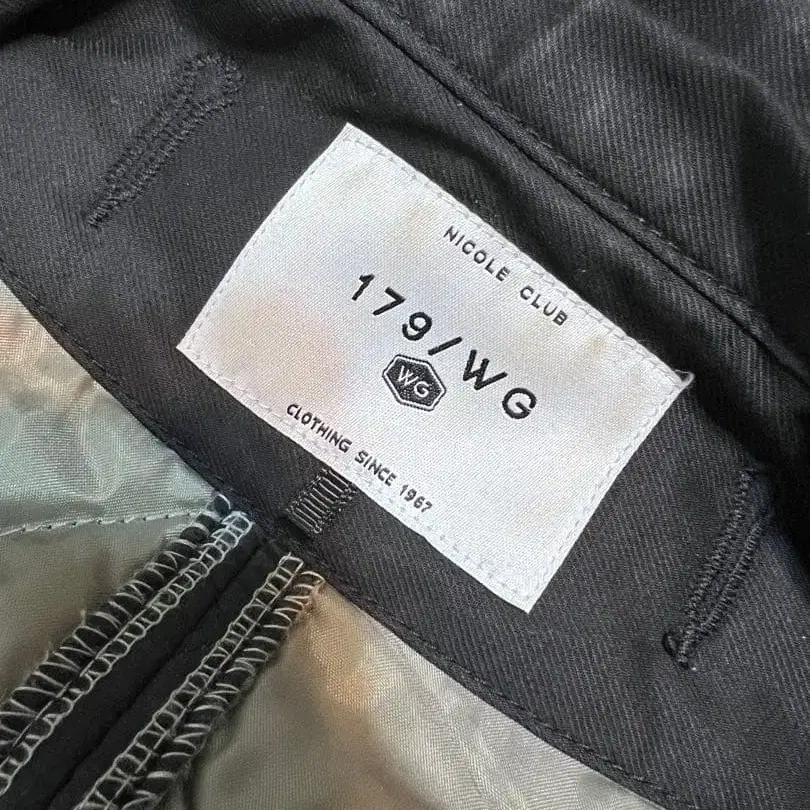 NICOLE CLUB
179/WG
WG
CLOTHING SINCE 1967